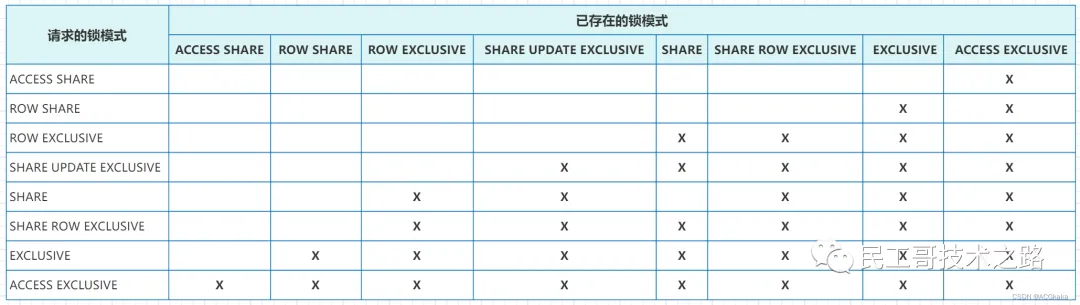 请求的锁模式 已存在的锁模式
ACCESS SHARE ROW SHARE ROW EXCLUSIVE SHARE UPDATE EXCLUSIVE SHARE SHARE ROW EXCLUSIVE EXCLUSIVE ACCESS EXCLUSIVE
ACCESS SHARE X
ROW SHARE X X
ROW EXCLUSIVE X X X X
SHARE UPDATE EXCLUSIVE X X X X X
SHARE X X X X X
SHARE ROW EXCLUSIVE X X X X X X
EXCLUSIVE X X X X X X X
ACCESS EXCLUSIVE X X X X X X X X
民工哥技术之路
CSDN @ACGkaka_